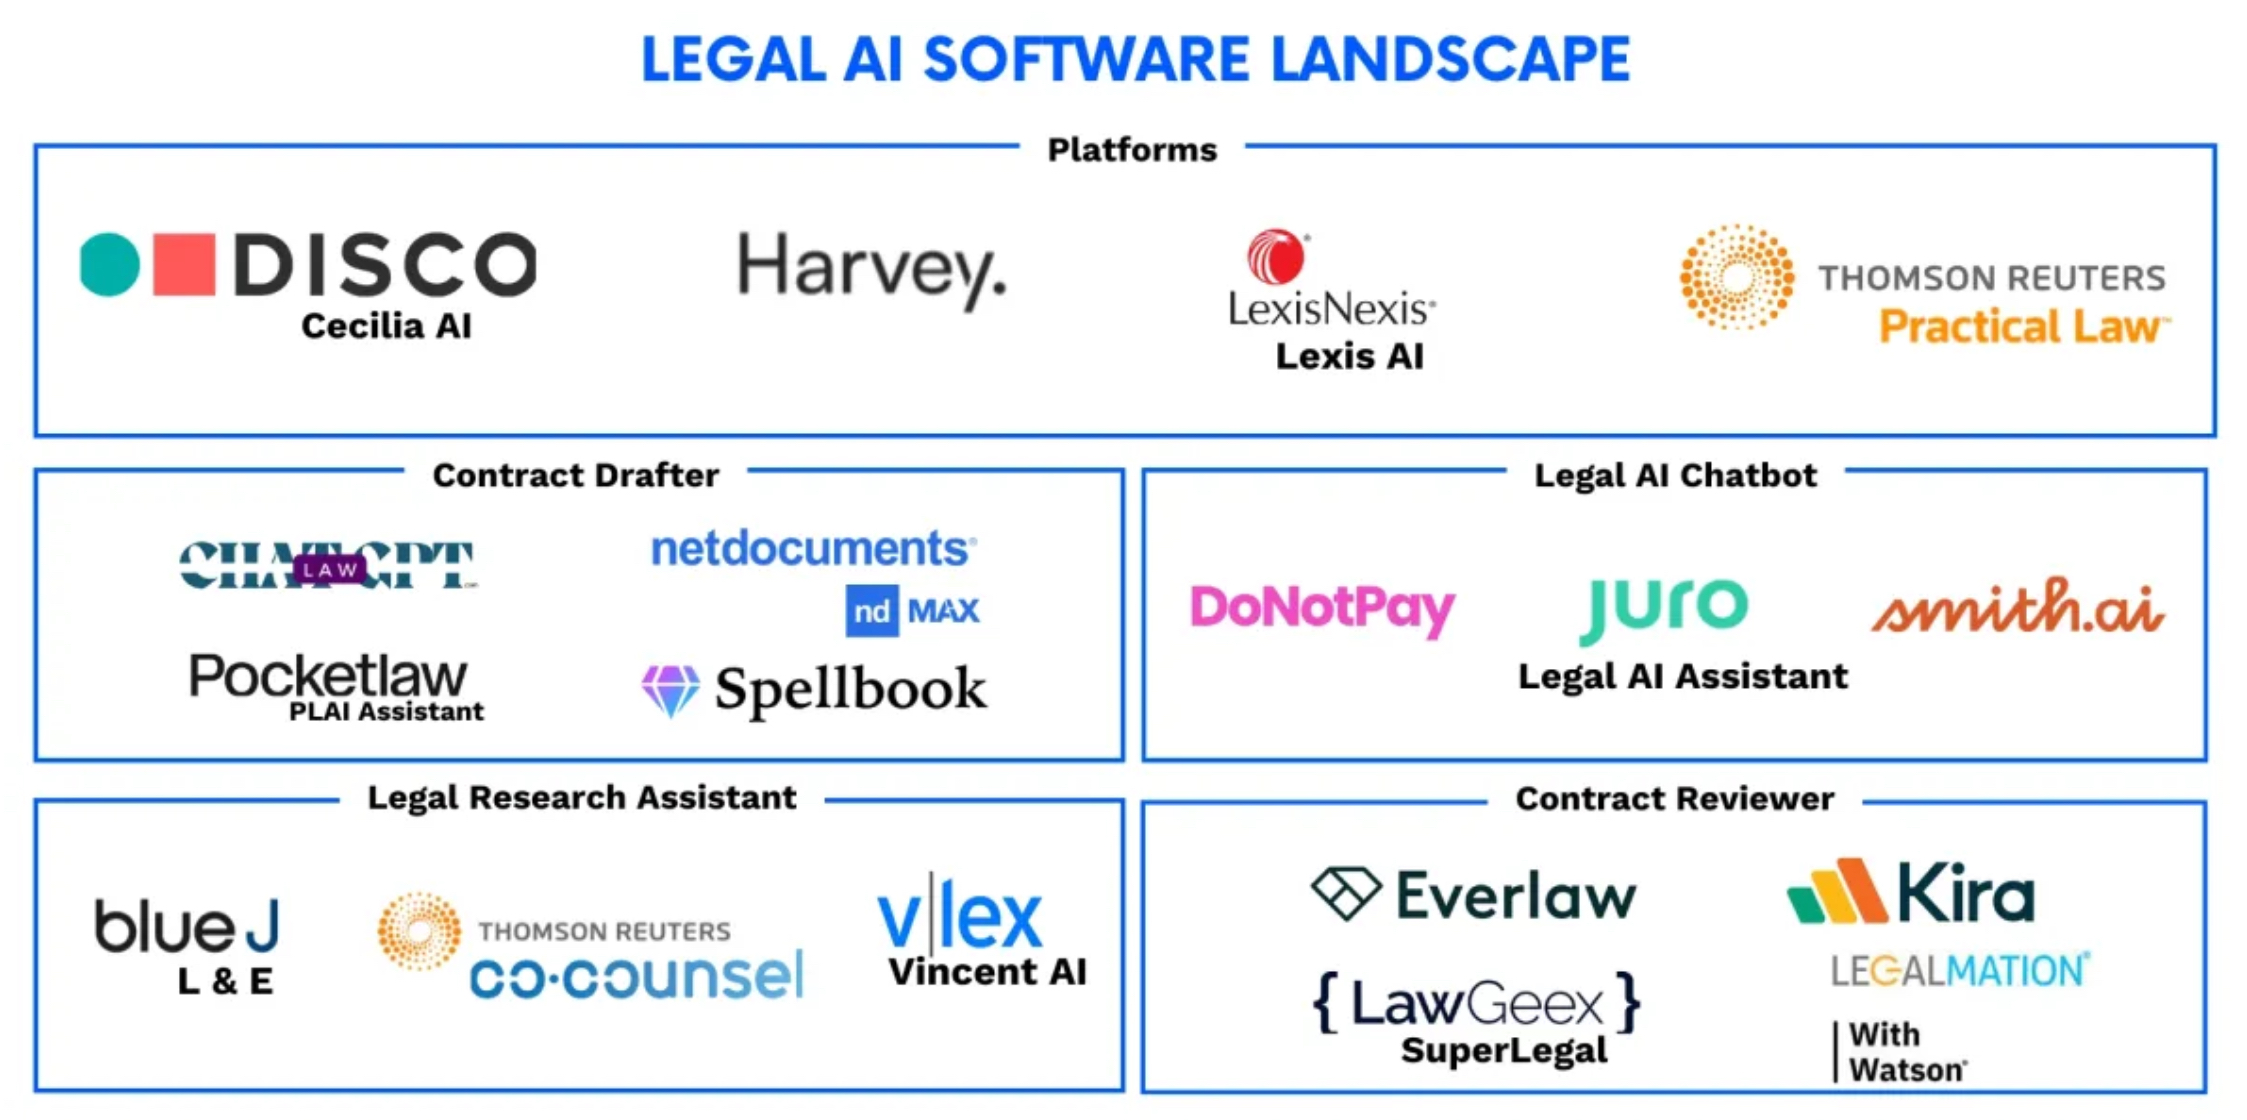 LEGAL AI SOFTWARE LANDSCAPE
Platforms
DISCO
Cecilia AI
Harvey.
LexisNexis®
Lexis AI
THOMSON REUTERS
Practical Law™
Contract Drafter
CHATGPT
LAW
netdocuments®
nd MAX
Pocketlaw
PLAI Assistant
Spellbook
Legal AI Chatbot
DoNotPay
Juro
Legal AI Assistant
smith.ai
Legal Research Assistant
blue J
L & E
THOMSON REUTERS
co·counsel
v|lex
Vincent AI
Contract Reviewer
Everlaw
Kira
{ LawGeex }
SuperLegal
LEGALMATION®
With
Watson®